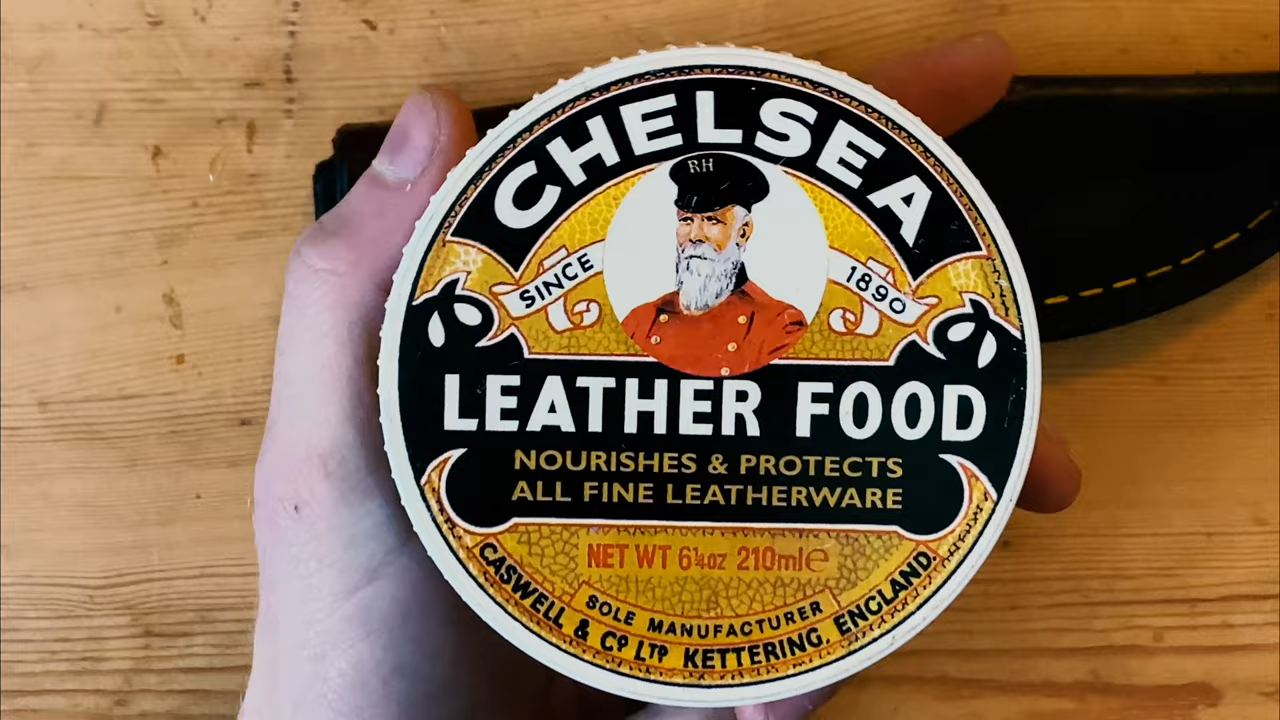 CHELSEA
RH
SINCE 1890
LEATHER FOOD
NOURISHES & PROTECTS
ALL FINE LEATHERWARE
NET WT 6¼oz 210ml℮
SOLE MANUFACTURER
CASWELL & Cº LTᴰ KETTERING, ENGLAND.